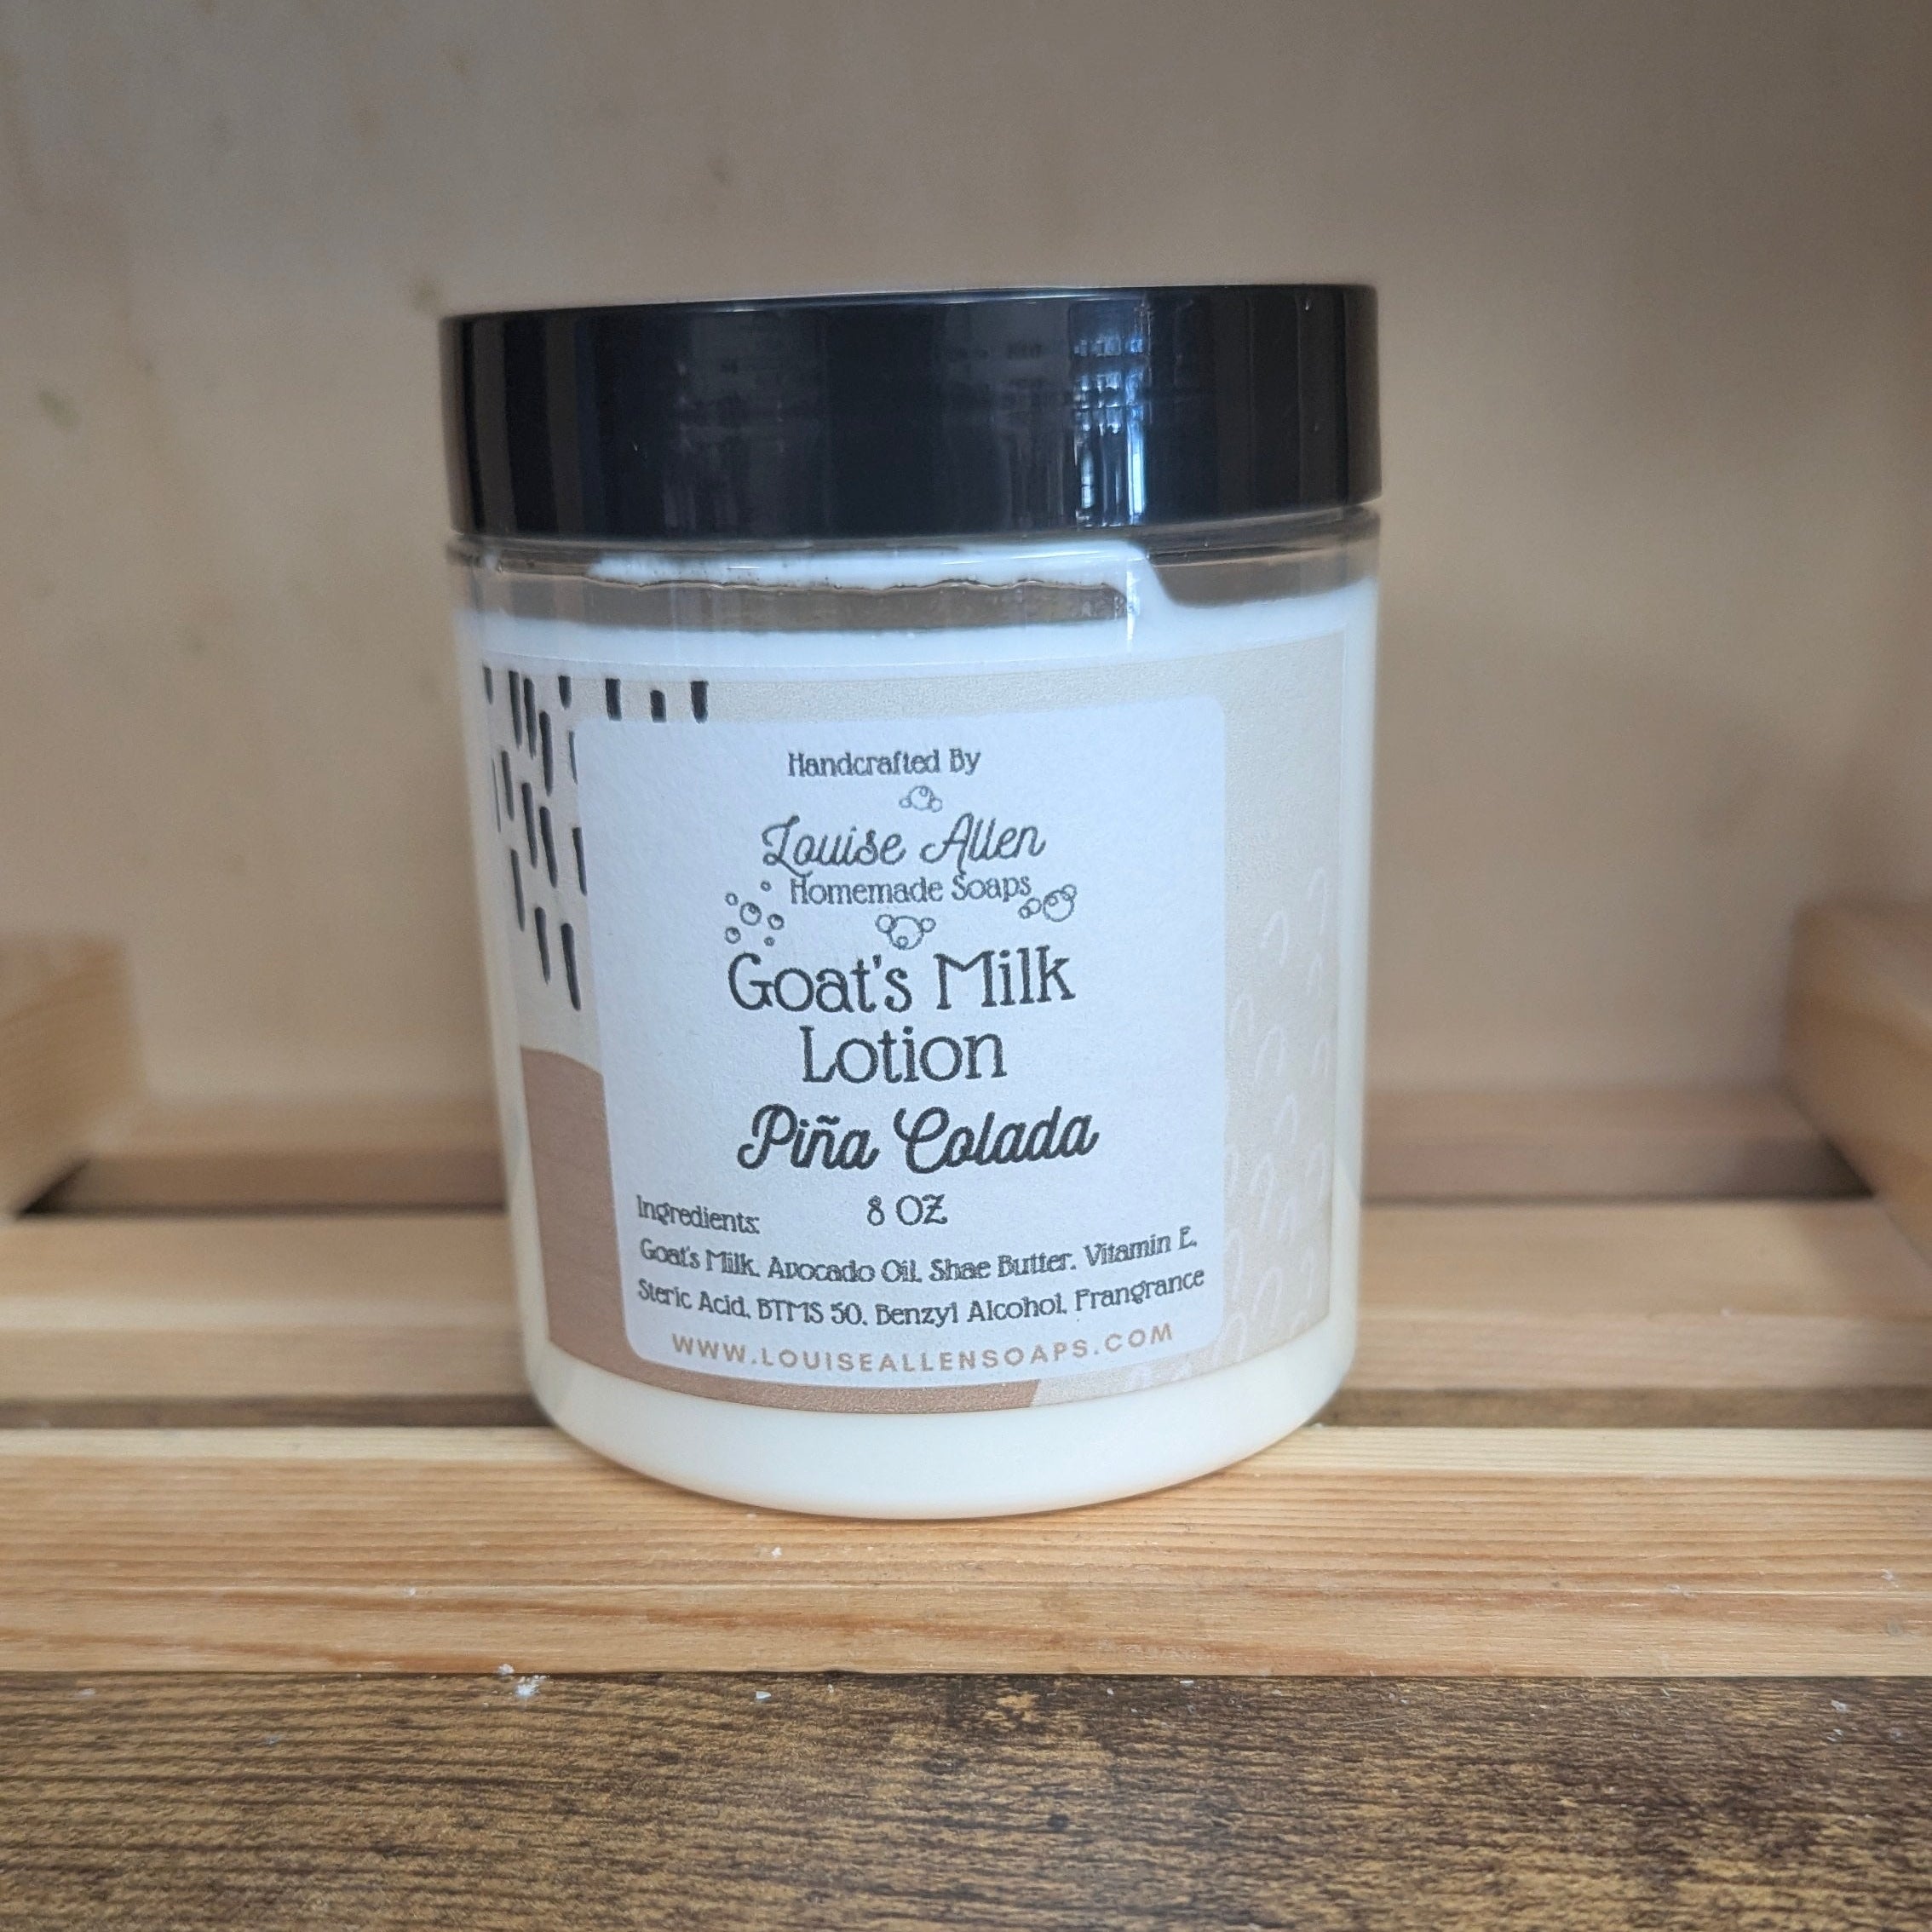 Handcrafted By
Louise Allen
Homemade Soaps
Goat's Milk
Lotion
Piña Colada
8 OZ
Ingredients:
Goat's Milk, Avocado Oil, Shae Butter, Vitamin E,
Steric Acid, BTMS 50, Benzyl Alcohol, Frangrance
WWW.LOUISEALLENSOAPS.COM